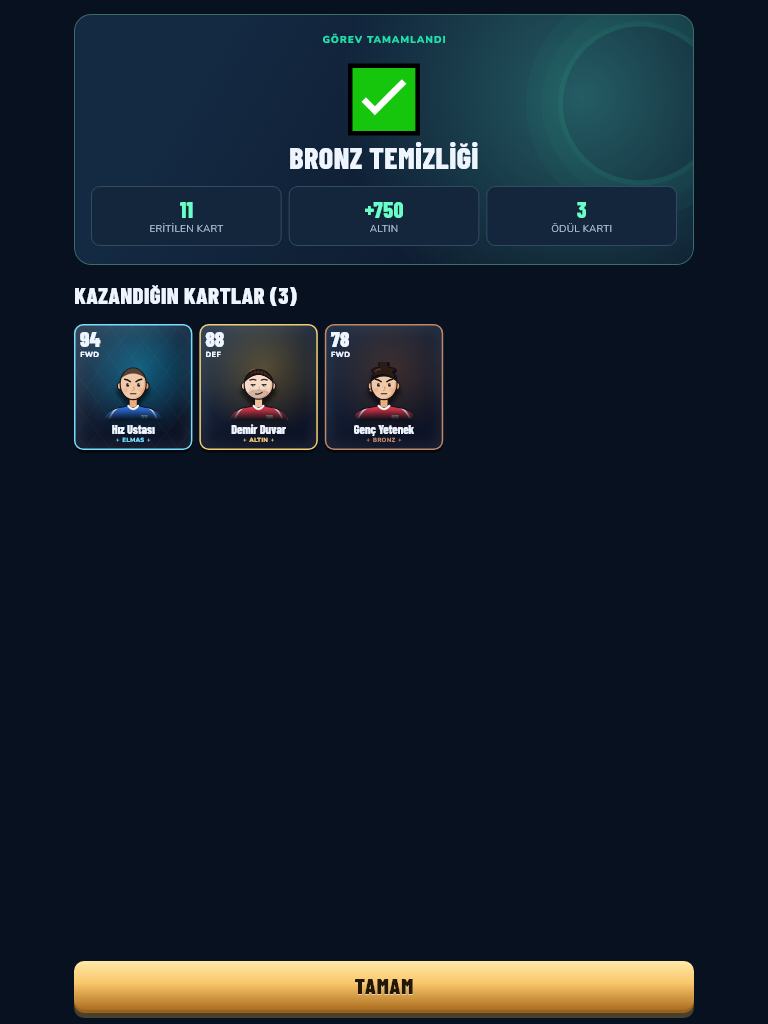 GÖREV TAMAMLANDI
BRONZ TEMİZLİĞİ
11
ERİTİLEN KART
+750
ALTIN
3
ÖDÜL KARTI
KAZANDIĞIN KARTLAR (3)
94
FWD
Hız Ustası
+ ELMAS +
88
DEF
Demir Duvar
+ ALTIN +
78
FWD
Genç Yetenek
+ BRONZ +
TAMAM